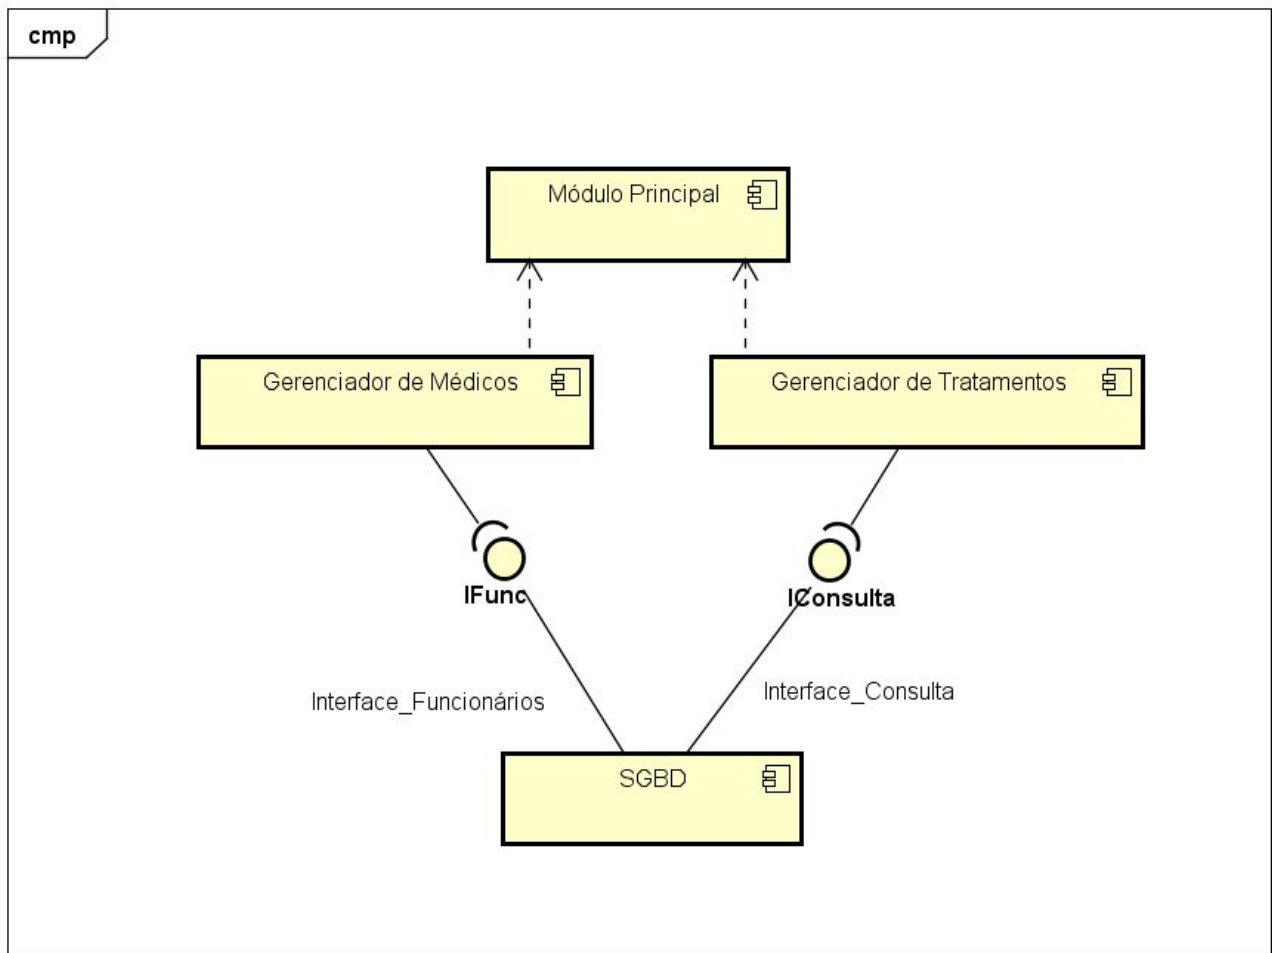 cmp
Módulo Principal
Gerenciador de Médicos
Gerenciador de Tratamentos
IFunc
IConsulta
Interface_Funcionários
Interface_Consulta
SGBD